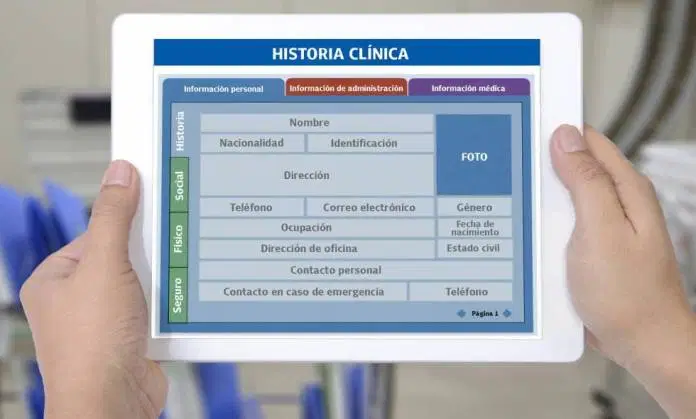 HISTORIA CLÍNICA
Información personal
Información de administración
Información médica
Historia
Social
Físico
Seguro
Nombre
Nacionalidad
Identificación
FOTO
Dirección
Teléfono
Correo electrónico
Género
Ocupación
Fecha de
nacimiento
Dirección de oficina
Estado civil
Contacto personal
Contacto en caso de emergencia
Teléfono
Página 1